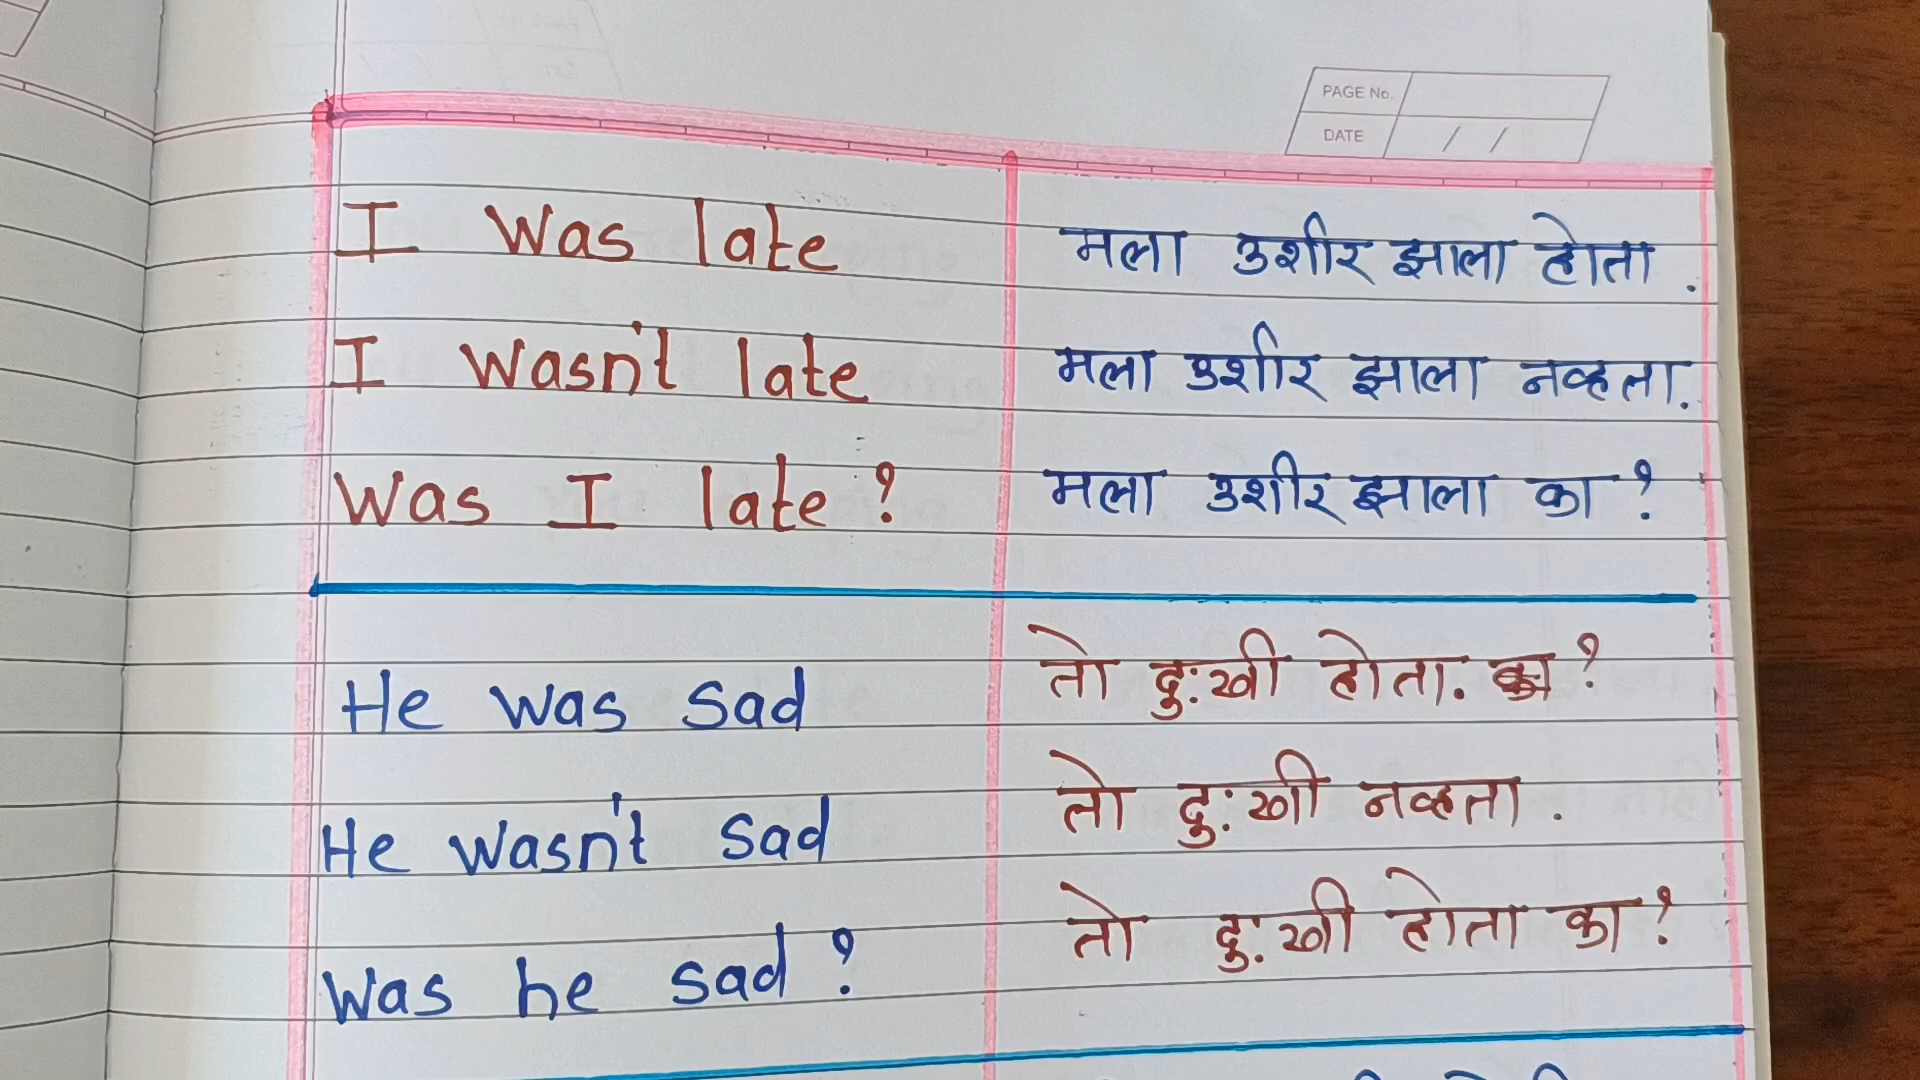 PAGE No.
DATE / /
I was late मला उशीर झाला होता.
I wasn't late मला उशीर झाला नव्हता.
Was I late? मला उशीर झाला का?
He was sad तो दु:खी होता. का?
He wasn't sad तो दु:खी नव्हता.
Was he sad? तो दु:खी होता का?